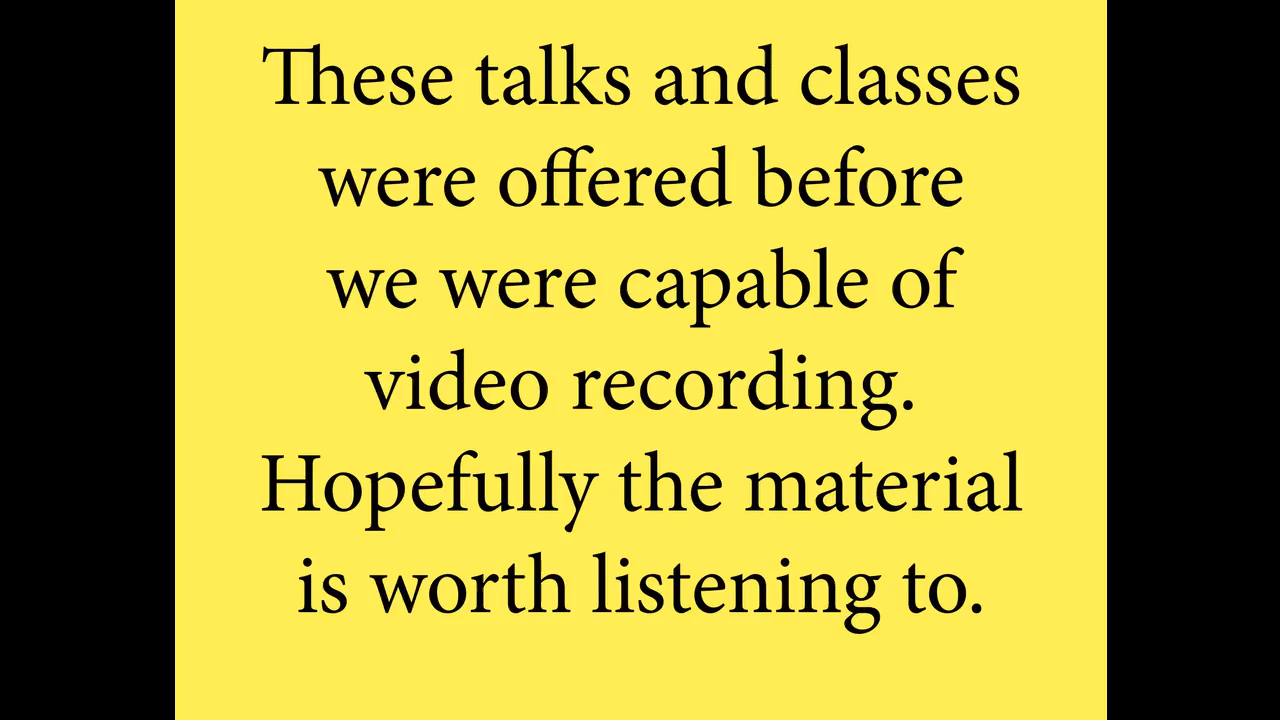 These talks and classes
were offered before
we were capable of
video recording.
Hopefully the material
is worth listening to.